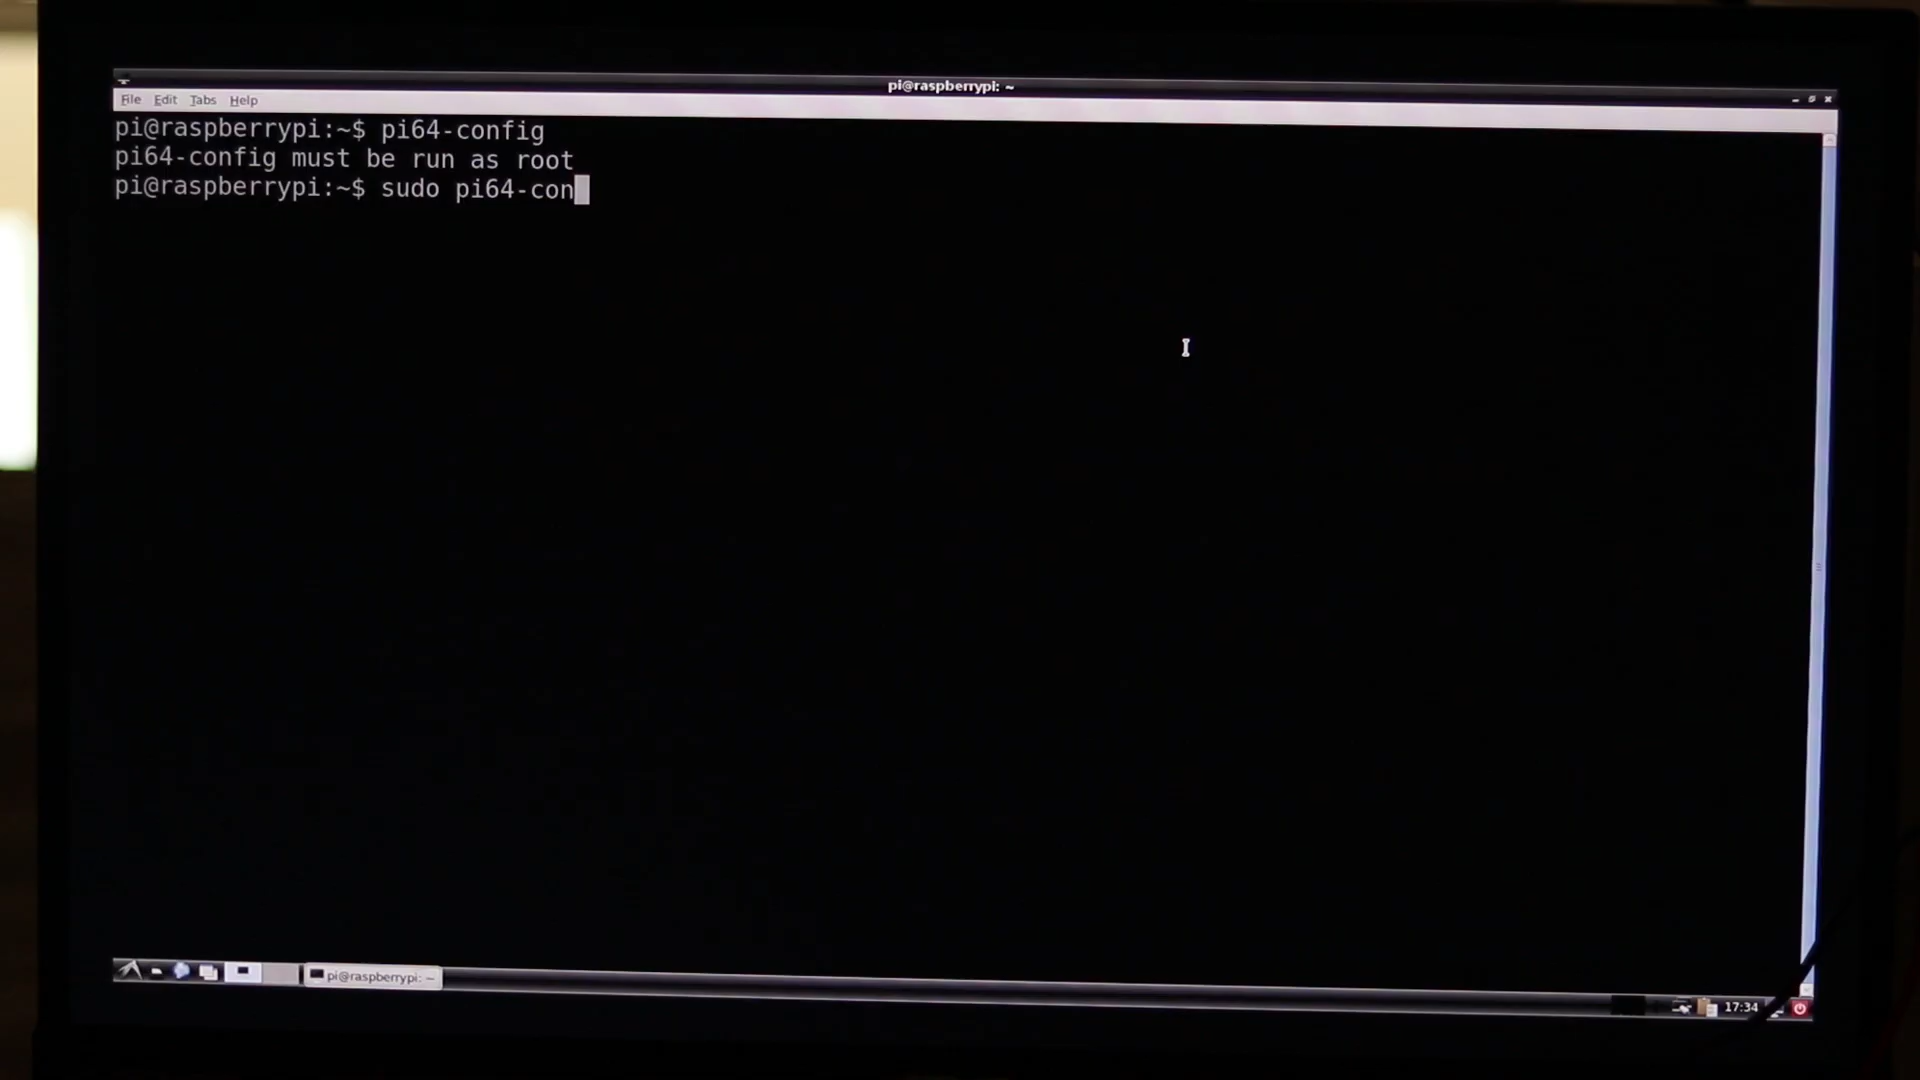 pi@raspberrypi: ~
File Edit Tabs Help
pi@raspberrypi:~$ pi64-config
pi64-config must be run as root
pi@raspberrypi:~$ sudo pi64-con
pi@raspberrypi: ~
17:34